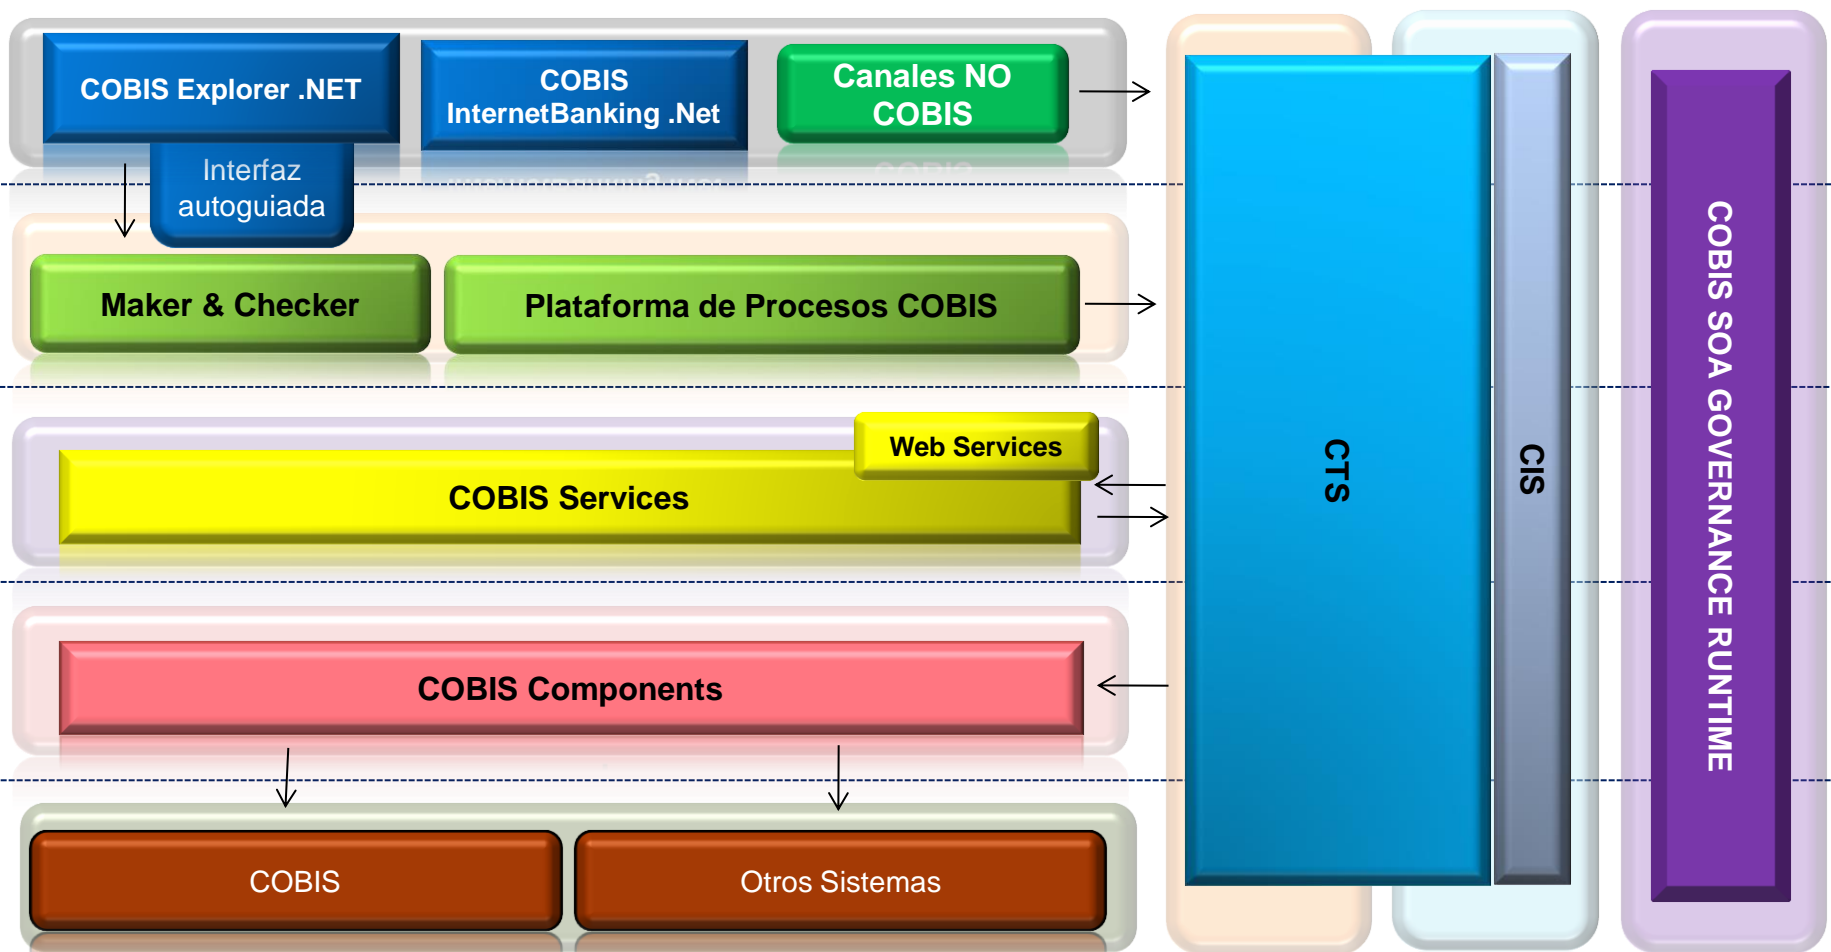 COBIS Explorer .NET
COBIS
InternetBanking .Net
Canales NO
COBIS
Interfaz
autoguiada
Maker & Checker
Plataforma de Procesos COBIS
Web Services
COBIS Services
COBIS Components
COBIS
Otros Sistemas
CTS
CIS
COBIS SOA GOVERNANCE RUNTIME